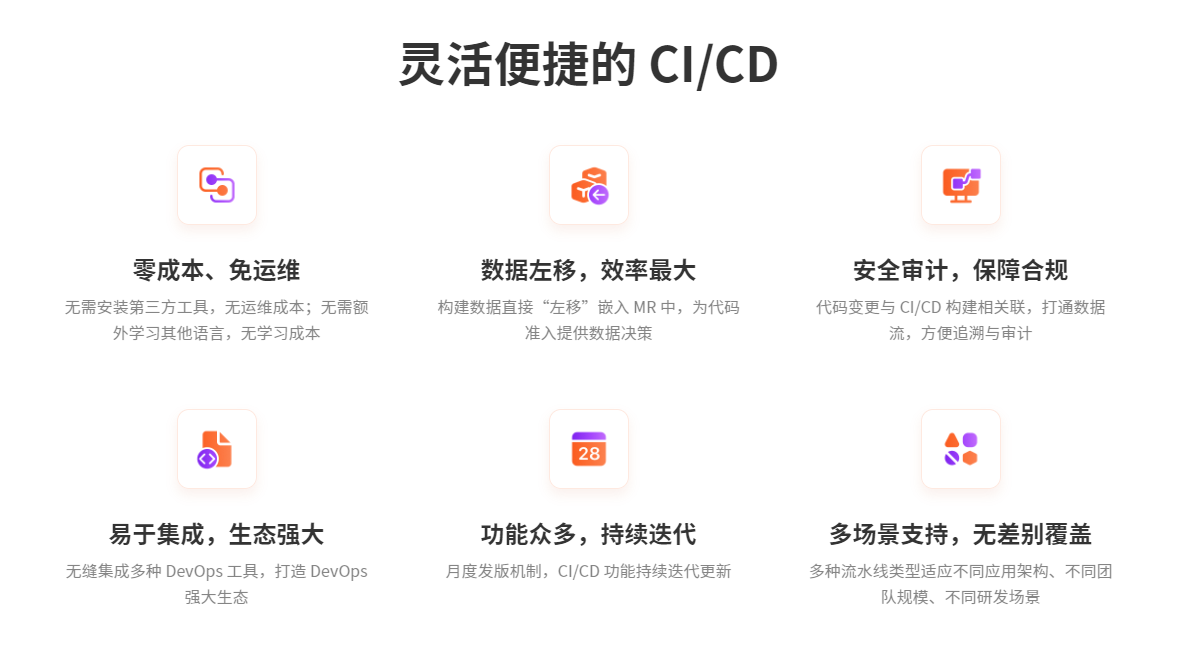 灵活便捷的 CI/CD
零成本、免运维
无需安装第三方工具，无运维成本；无需额
外学习其他语言，无学习成本
数据左移，效率最大
构建数据直接“左移”嵌入 MR 中，为代码
准入提供数据决策
安全审计，保障合规
代码变更与 CI/CD 构建相关联，打通数据
流，方便追溯与审计
易于集成，生态强大
无缝集成多种 DevOps 工具，打造 DevOps
强大生态
28
功能众多，持续迭代
月度发版机制，CI/CD 功能持续迭代更新
多场景支持，无差别覆盖
多种流水线类型适应不同应用架构、不同团
队规模、不同研发场景